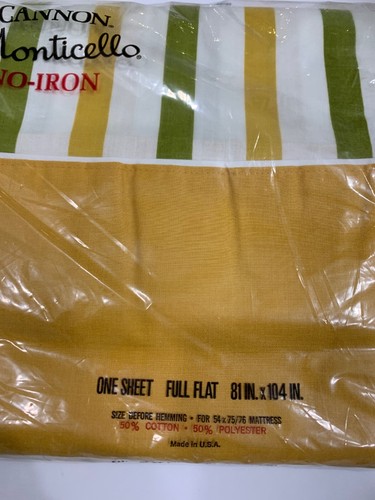 CANNON
Monticello®
NO-IRON
ONE SHEET FULL FLAT 81 IN. x 104 IN.
SIZE BEFORE HEMMING • FOR 54 x 75/76 MATTRESS
50% COTTON • 50% POLYESTER
Made in U.S.A.